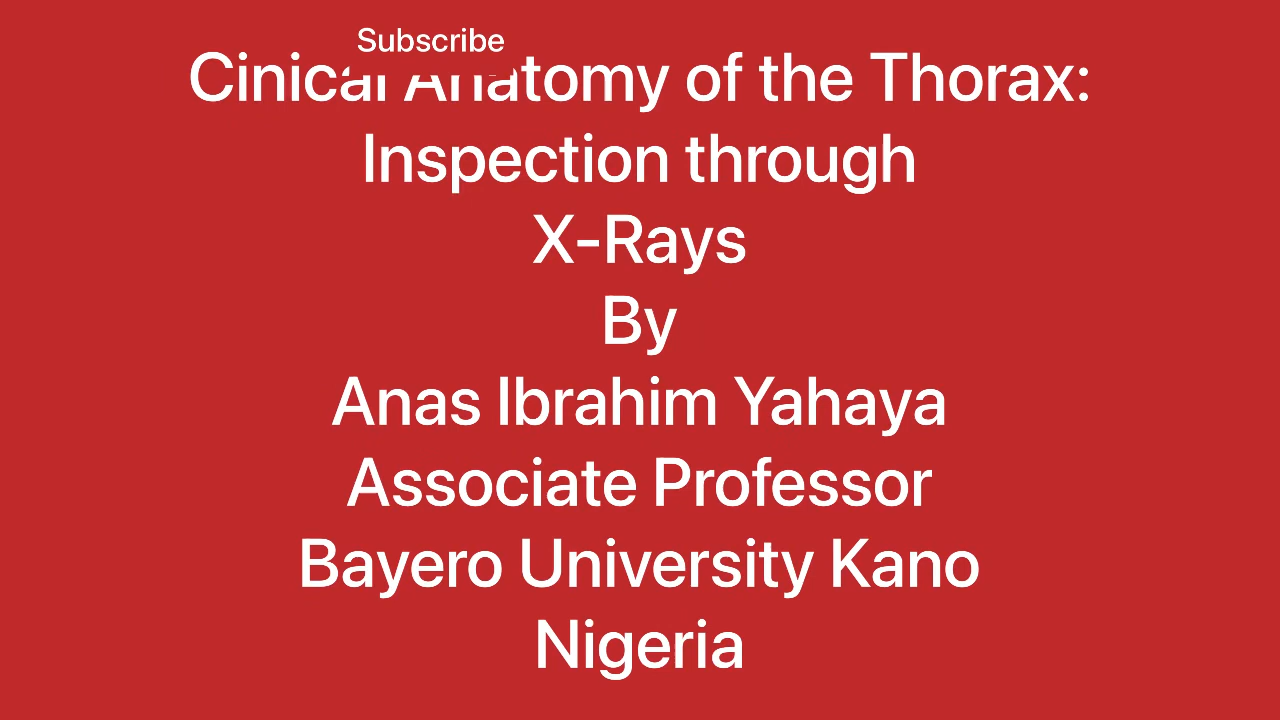 Subscribe
Cinical Anatomy of the Thorax:
Inspection through
X-Rays
By
Anas Ibrahim Yahaya
Associate Professor
Bayero University Kano
Nigeria